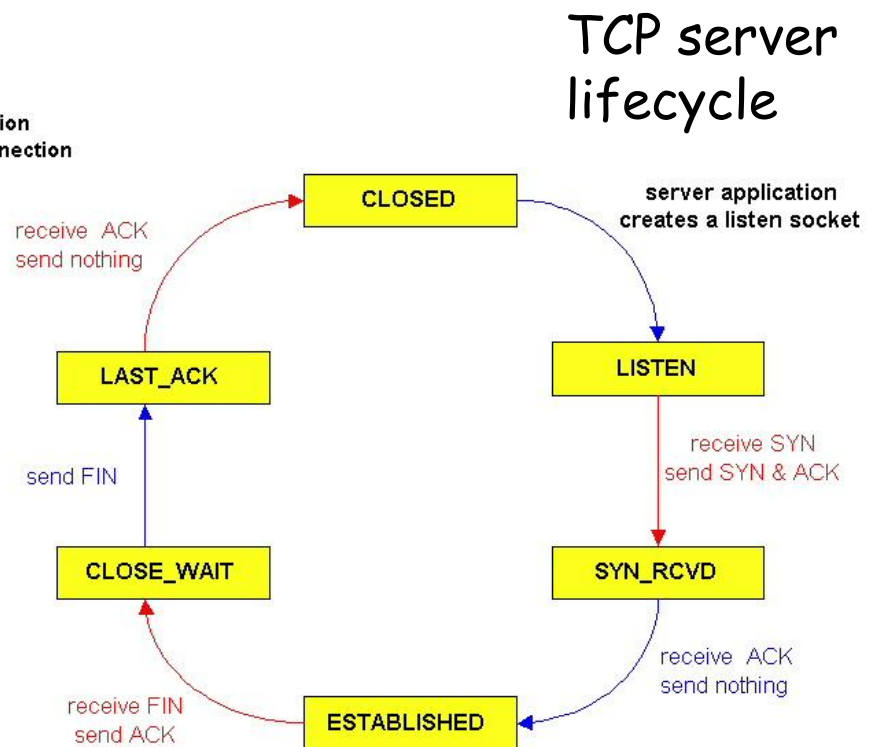 TCP server
lifecycle
ion
nection
CLOSED
server application
creates a listen socket
receive ACK
send nothing
LAST_ACK
LISTEN
receive SYN
send SYN & ACK
send FIN
CLOSE_WAIT
SYN_RCVD
receive ACK
send nothing
receive FIN
send ACK
ESTABLISHED